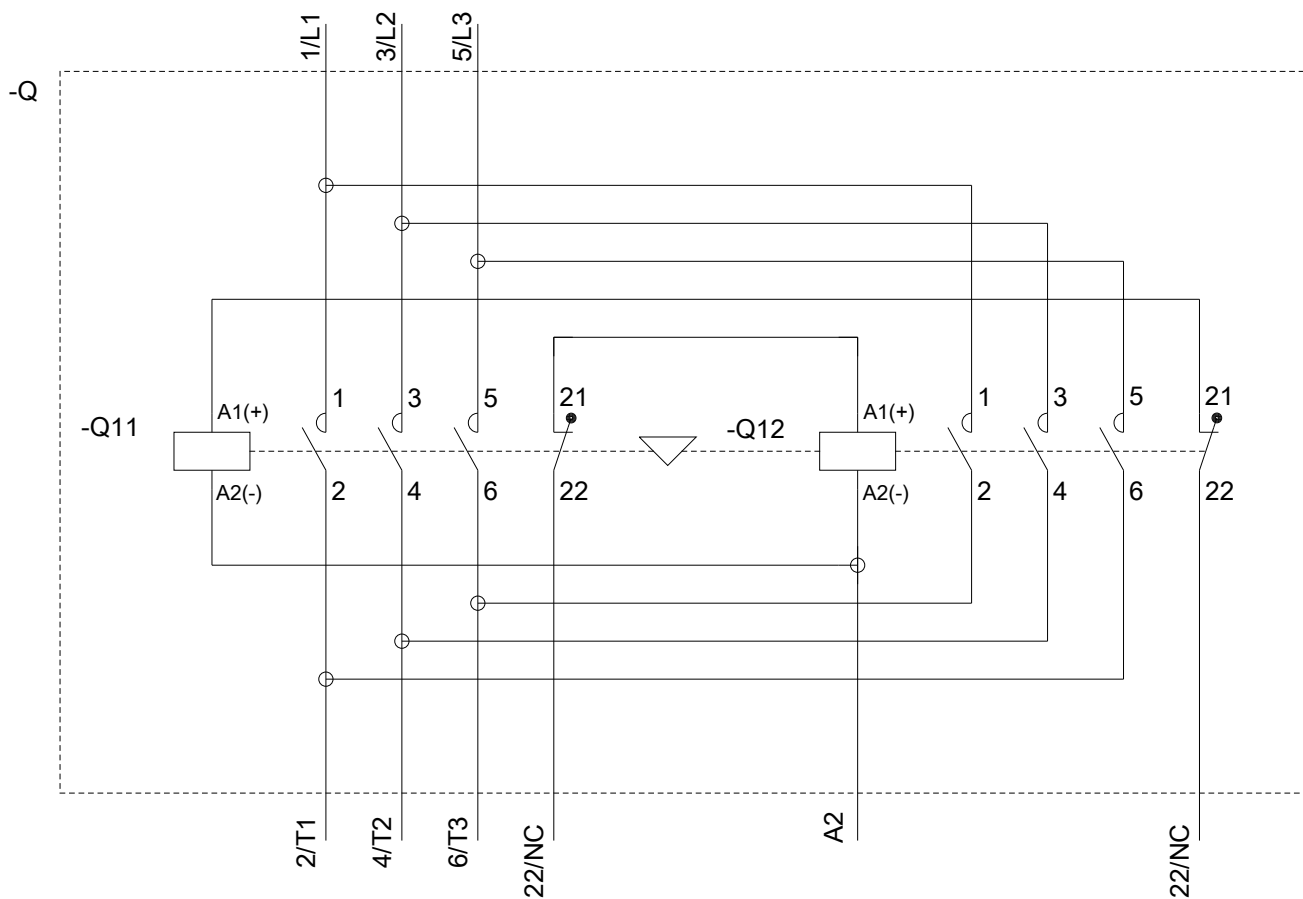 1/L1
3/L2
5/L3
-Q
1
3
5
21
1
3
5
21
A1(+)
A1(+)
-Q11
-Q12
A2(-)
2
4
6
22
A2(-)
2
4
6
22
2/T1
4/T2
6/T3
22/NC
A2
22/NC